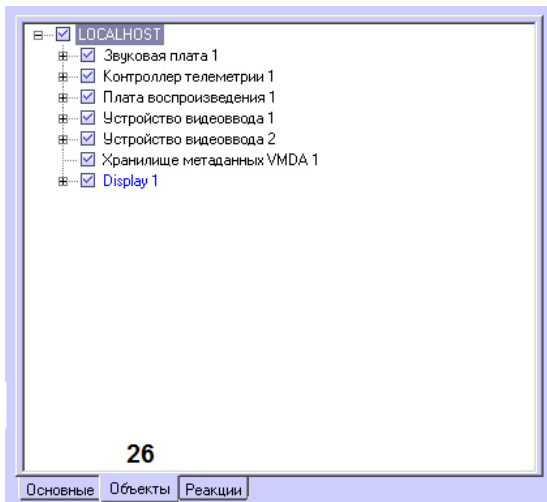 LOCALHOST
Звуковая плата 1
Контроллер телеметрии 1
Плата воспроизведения 1
Устройство видеоввода 1
Устройство видеоввода 2
Хранилище метаданных VMDA 1
Display 1
26
Основные Объекты Реакции